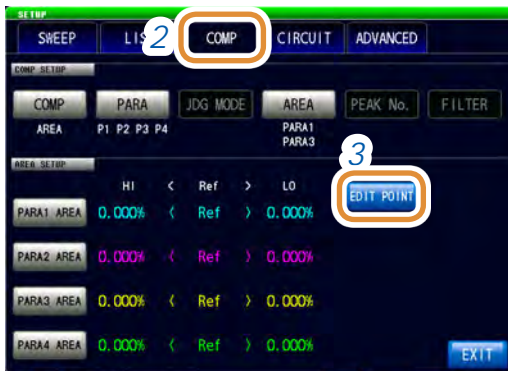 SETUP
SWEEP LIS 2 COMP CIRCUIT ADVANCED
COMP SETUP
COMP PARA JDG MODE AREA PEAK No. FILTER
AREA P1 P2 P3 P4 PARA1
PARA3
AREA SETUP
3
HI < Ref > LO
EDIT POINT
PARA1 AREA 0.000% < Ref > 0.000%
PARA2 AREA 0.000% < Ref > 0.000%
PARA3 AREA 0.000% < Ref > 0.000%
PARA4 AREA 0.000% < Ref > 0.000%
EXIT